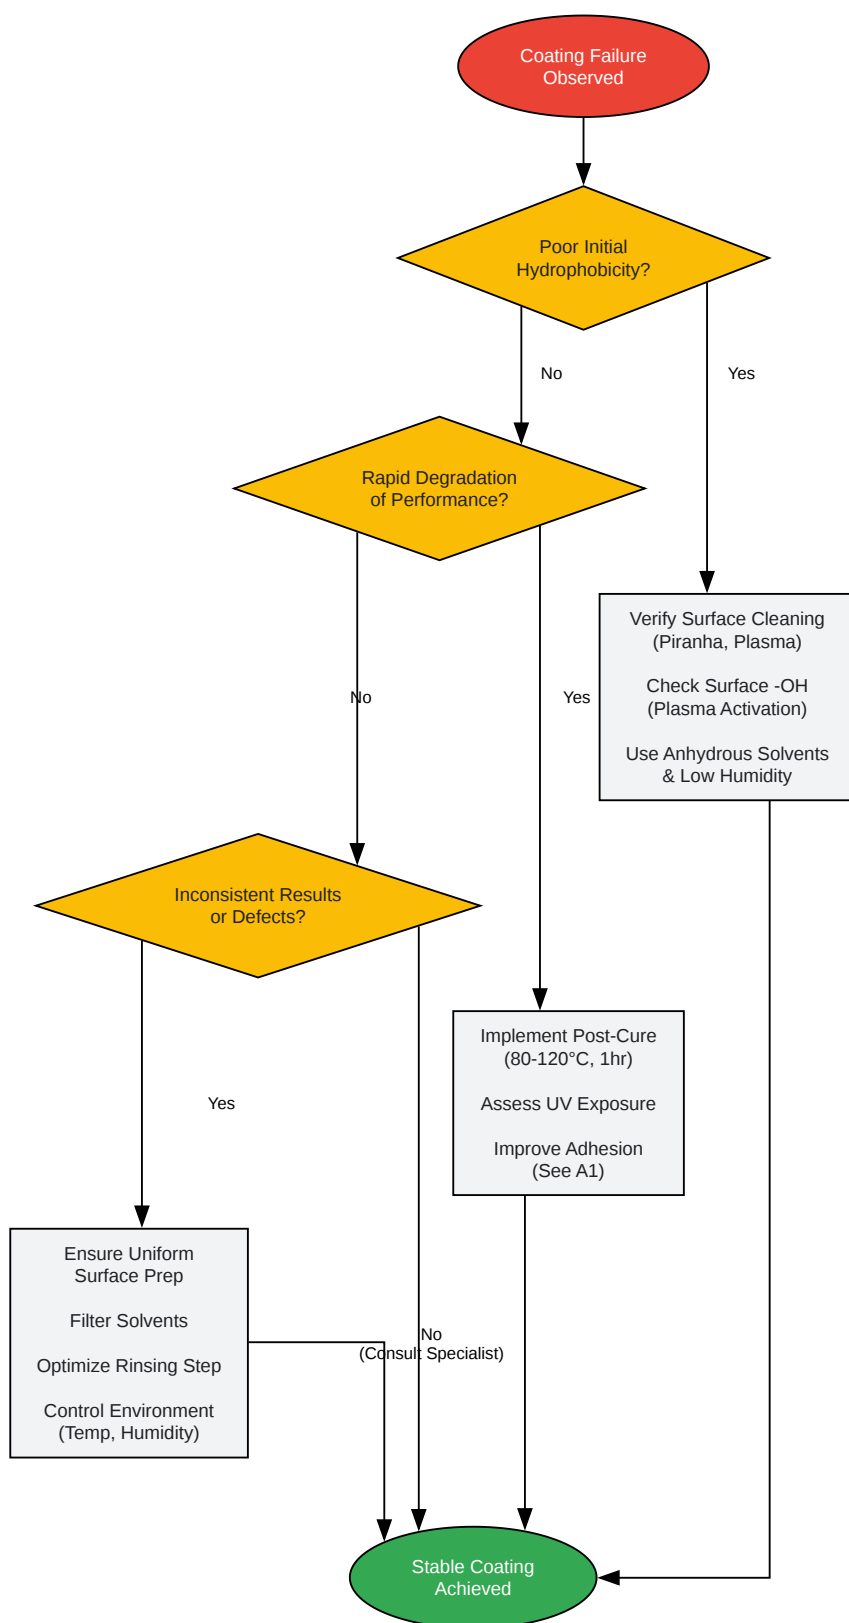 Coating Failure
Observed
Poor Initial
Hydrophobicity?
No
Yes
Rapid Degradation
of Performance?
No
Yes
Verify Surface Cleaning
(Piranha, Plasma)
Check Surface -OH
(Plasma Activation)
Use Anhydrous Solvents
& Low Humidity
Inconsistent Results
or Defects?
Yes
Implement Post-Cure
(80-120°C, 1hr)
Assess UV Exposure
Improve Adhesion
(See A1)
Ensure Uniform
Surface Prep
Filter Solvents
Optimize Rinsing Step
Control Environment
(Temp, Humidity)
No
(Consult Specialist)
Stable Coating
Achieved